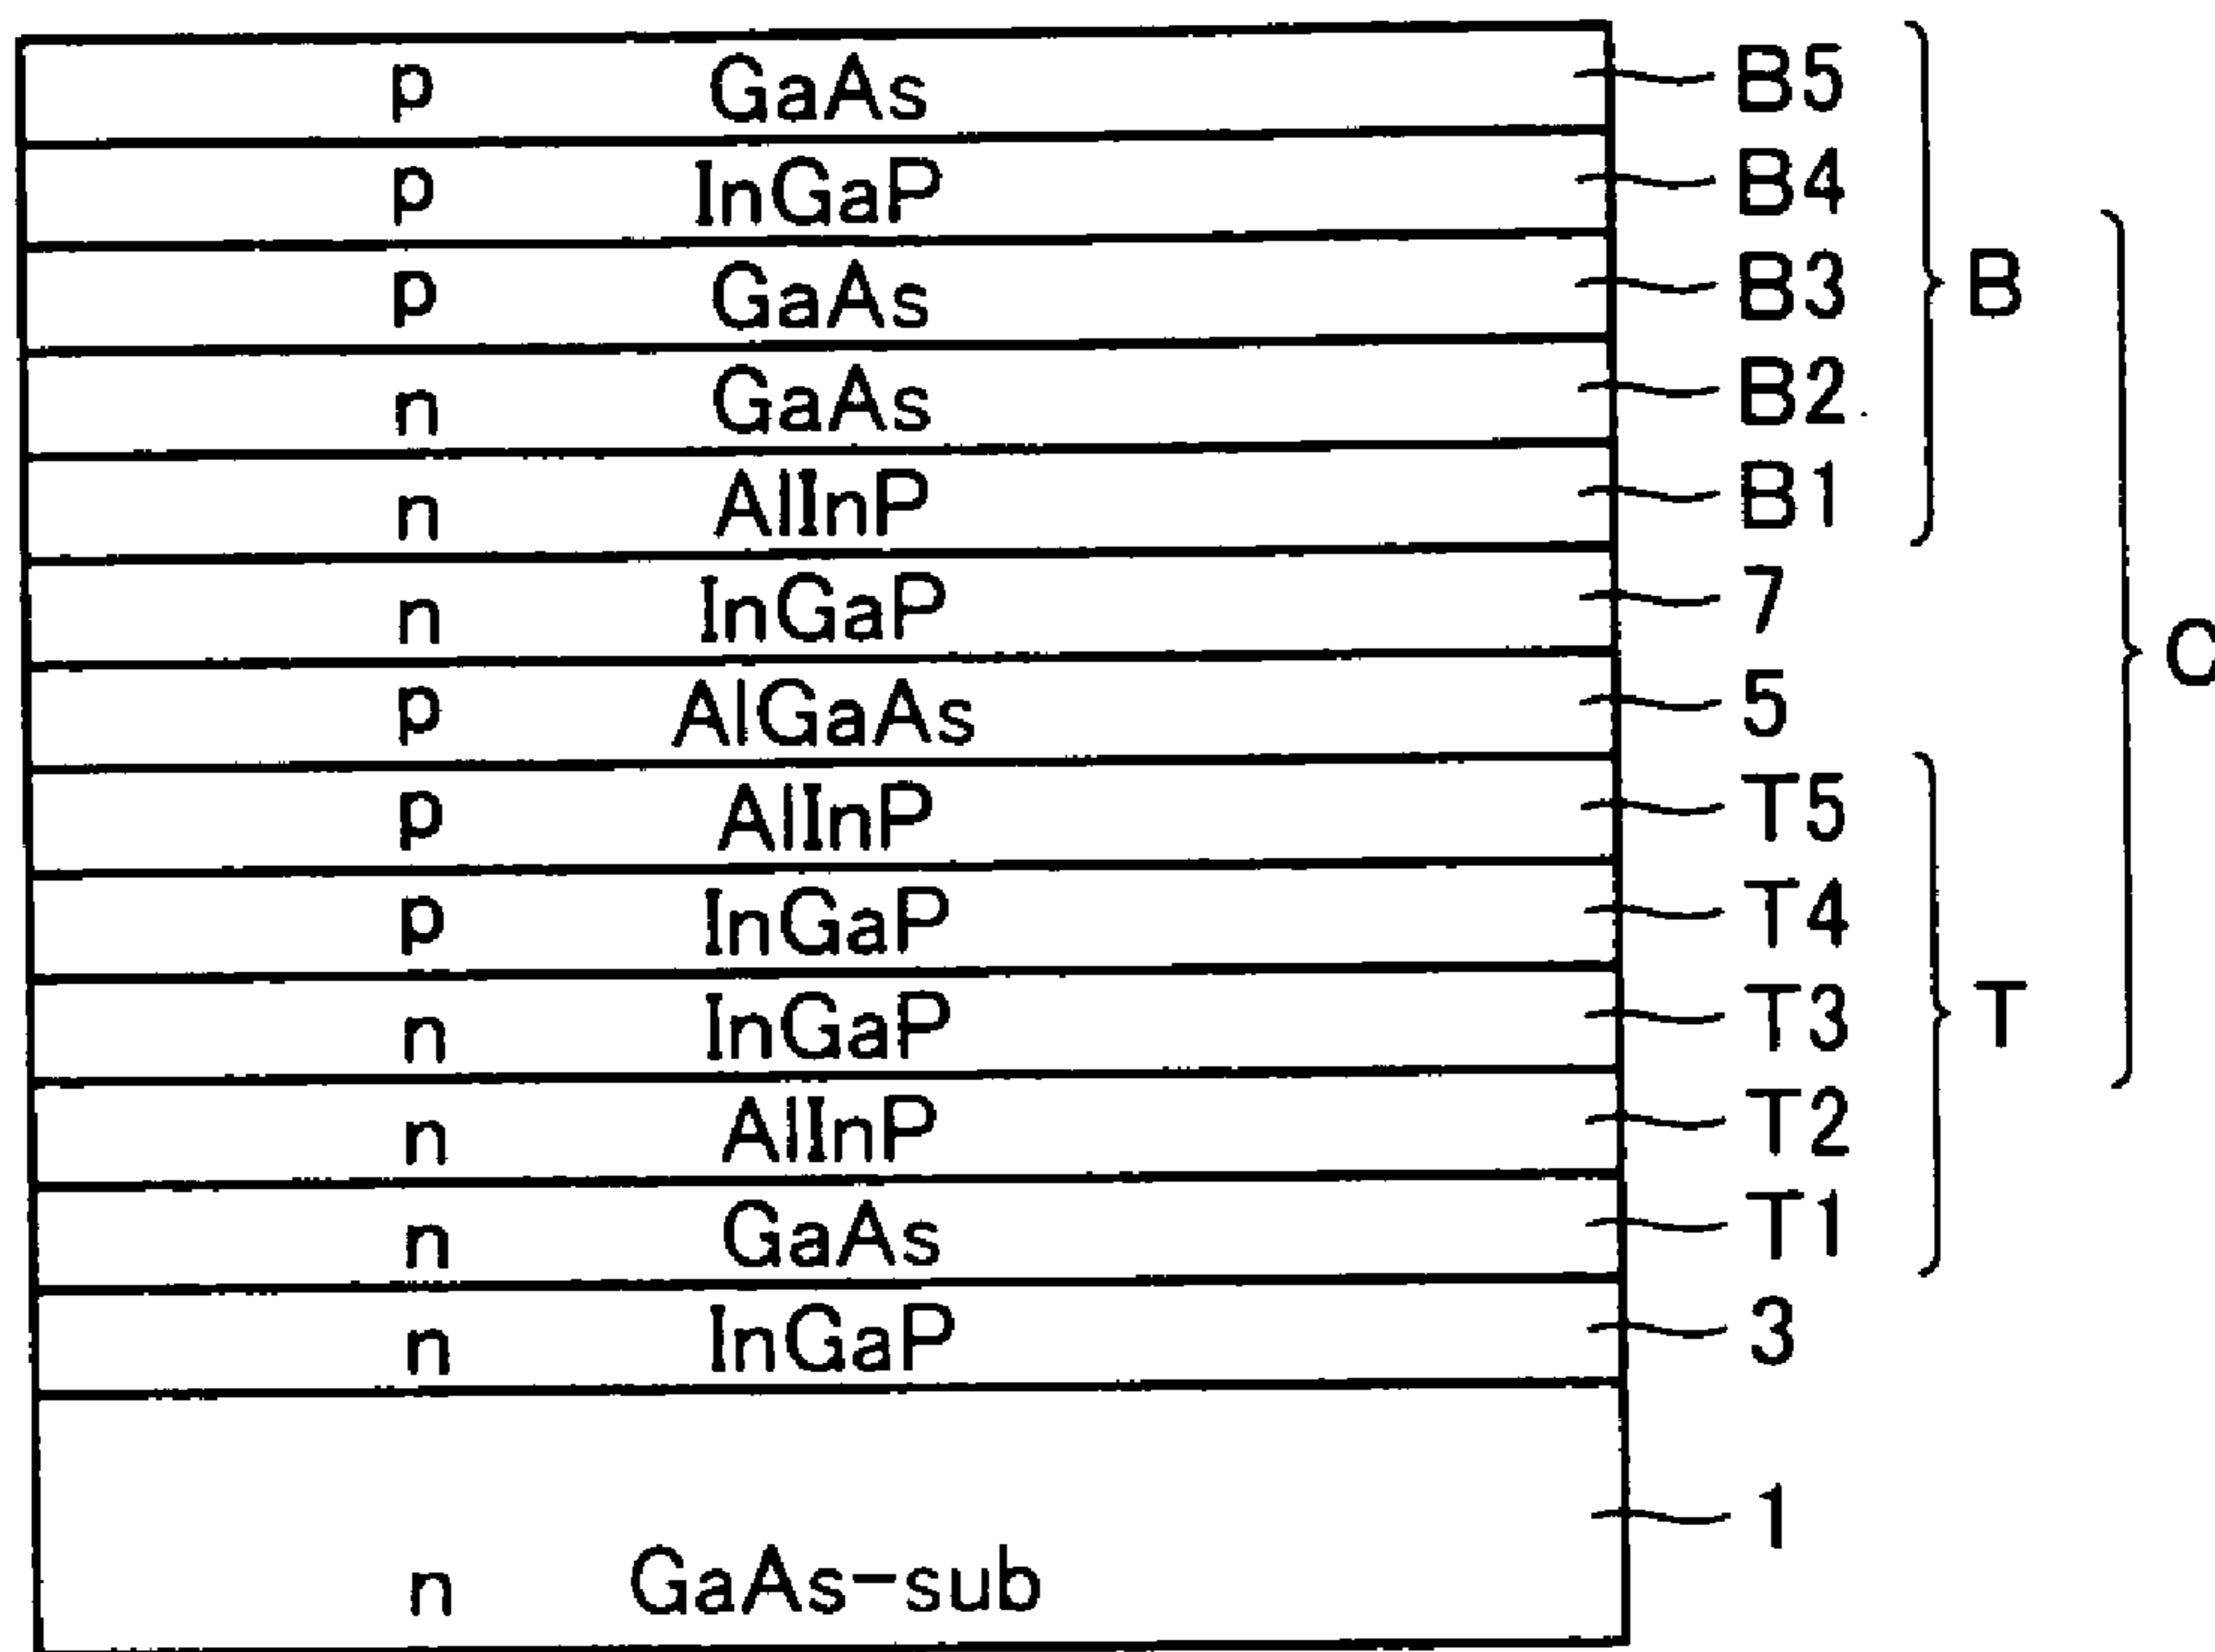 p GaAs B5
p InGaP B4
p GaAs B3
B
n GaAs B2
n AlInP B1
n InGaP 7
C
p AlGaAs 5
p AlInP T5
p InGaP T4
n InGaP T3
T
n AlInP T2
n GaAs T1
n InGaP 3
1
n GaAs-sub